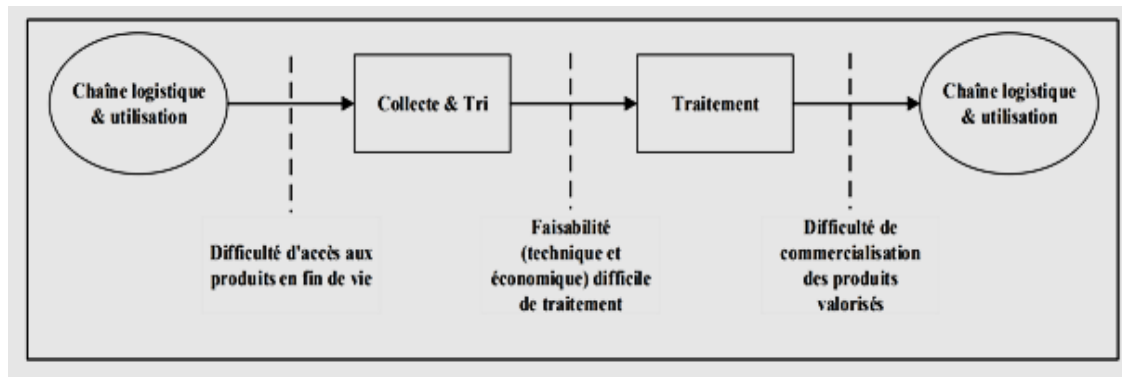 Chaîne logistique
& utilisation
Collecte & Tri
Traitement
Chaîne logistique
& utilisation
Difficulté d'accès aux
produits en fin de vie
Faisabilité
(technique et
économique) difficile
de traitement
Difficulté de
commercialisation
des produits
valorisés